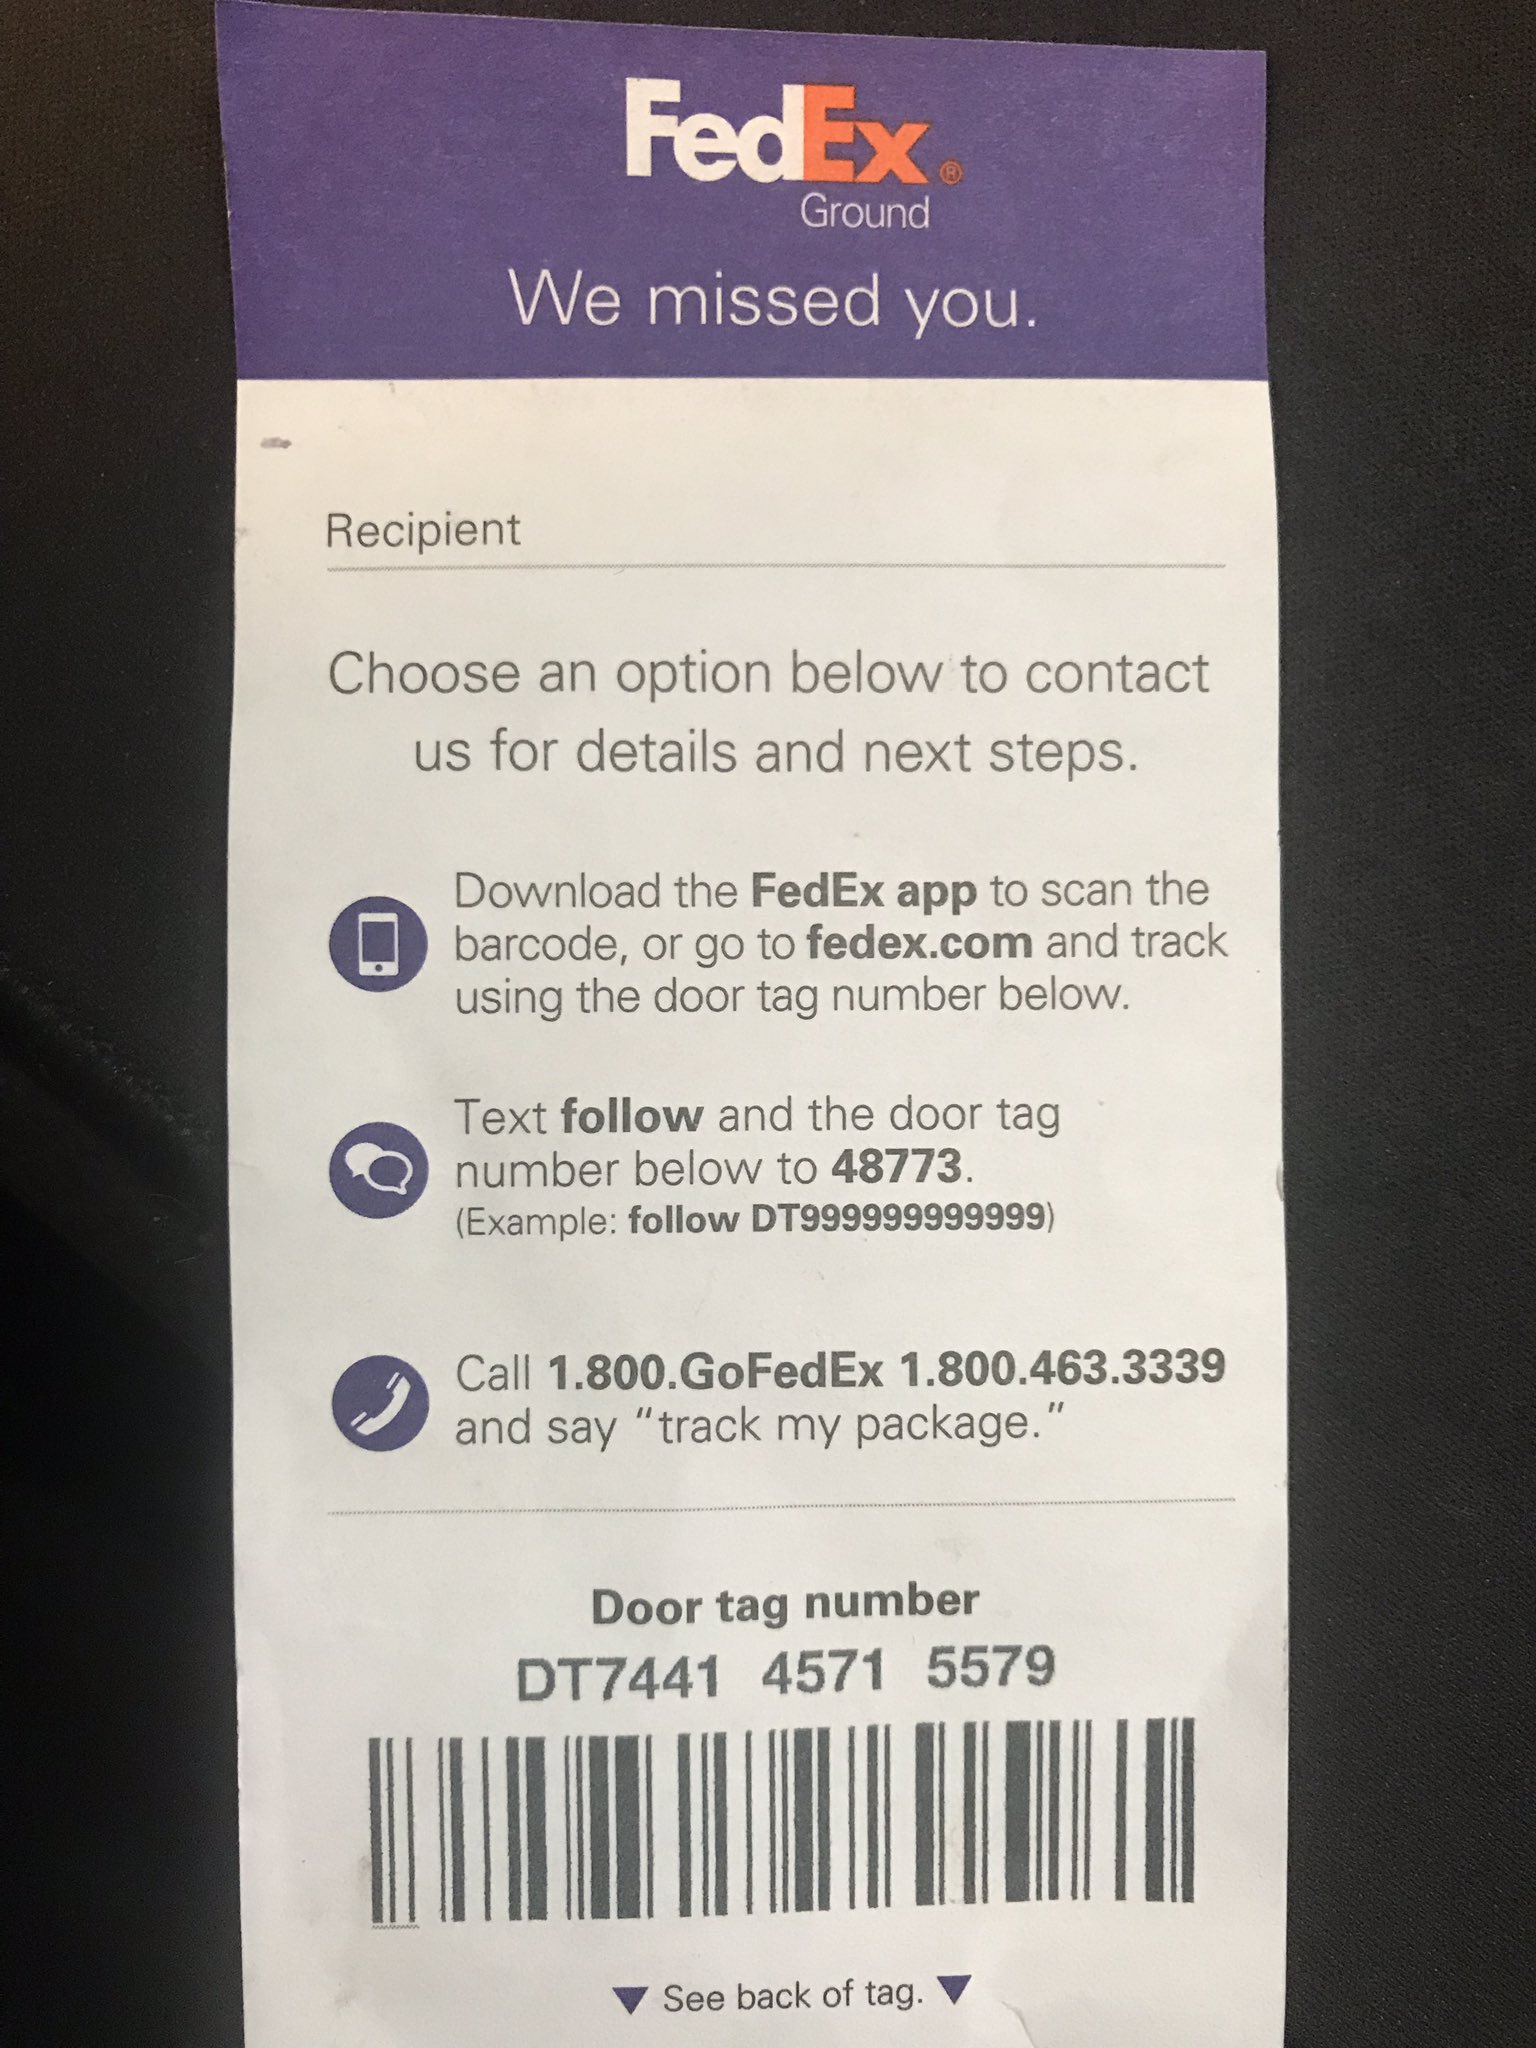 FedEx®
Ground
We missed you.
Recipient
Choose an option below to contact
us for details and next steps.
Download the FedEx app to scan the
barcode, or go to fedex.com and track
using the door tag number below.
Text follow and the door tag
number below to 48773.
(Example: follow DT999999999999)
Call 1.800.GoFedEx 1.800.463.3339
and say “track my package.”
Door tag number
DT7441 4571 5579
▼ See back of tag. ▼